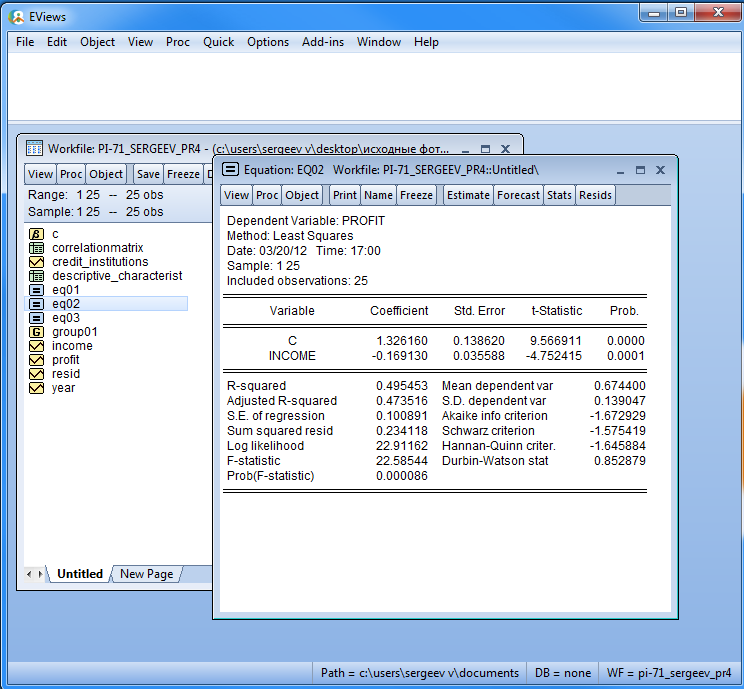 EViews
File Edit Object View Proc Quick Options Add-ins Window Help
Workfile: PI-71_SERGEEV_PR4 - (c:\users\sergeev v\desktop\исходные фот...
View Proc Object Save Freeze D
Range: 1 25 -- 25 obs
Sample: 1 25 -- 25 obs
β c
correlationmatrix
credit_institutions
descriptive_characterist
eq01
eq02
eq03
G group01
income
profit
resid
year
Untitled New Page
Equation: EQ02 Workfile: PI-71_SERGEEV_PR4::Untitled\
View Proc Object Print Name Freeze Estimate Forecast Stats Resids
Dependent Variable: PROFIT
Method: Least Squares
Date: 03/20/12 Time: 17:00
Sample: 1 25
Included observations: 25
Variable Coefficient Std. Error t-Statistic Prob.
C 1.326160 0.138620 9.566911 0.0000
INCOME -0.169130 0.035588 -4.752415 0.0001
R-squared 0.495453 Mean dependent var 0.674400
Adjusted R-squared 0.473516 S.D. dependent var 0.139047
S.E. of regression 0.100891 Akaike info criterion -1.672929
Sum squared resid 0.234118 Schwarz criterion -1.575419
Log likelihood 22.91162 Hannan-Quinn criter. -1.645884
F-statistic 22.58544 Durbin-Watson stat 0.852879
Prob(F-statistic) 0.000086
Path = c:\users\sergeev v\documents DB = none WF = pi-71_sergeev_pr4